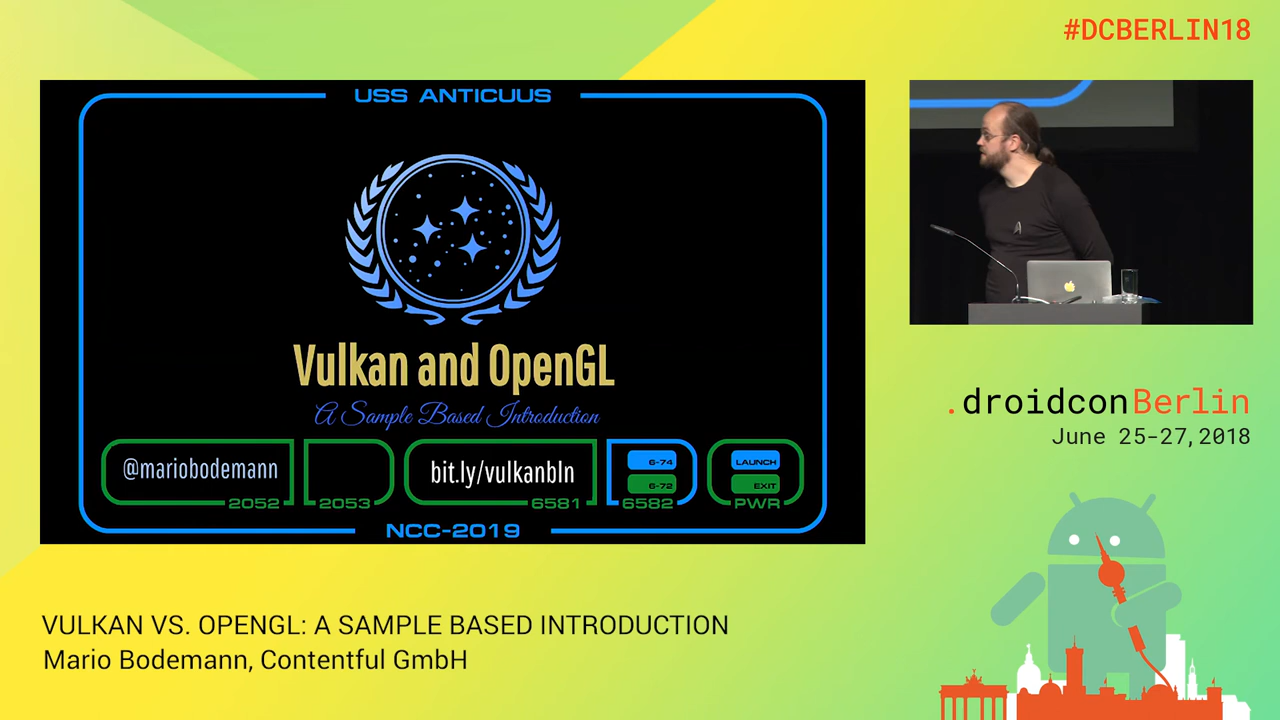 #DCBERLIN18
USS ANTICUUS
Vulkan and OpenGL
A Sample Based Introduction
@mariobodemann
2052
2053
bit.ly/vulkanbln
6581
6-74
6-72
6582
LAUNCH
EXIT
PWR
NCC-2019
.droidconBerlin
June 25-27, 2018
VULKAN VS. OPENGL: A SAMPLE BASED INTRODUCTION
Mario Bodemann, Contentful GmbH